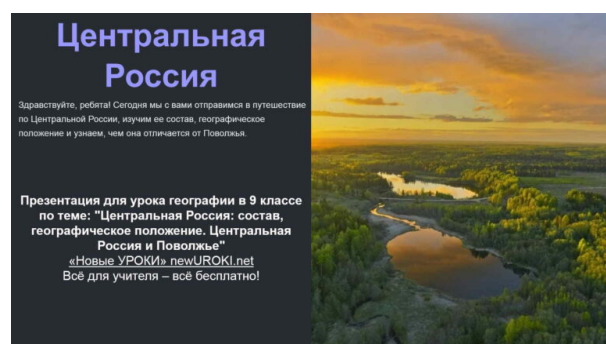 Центральная
Россия
Здравствуйте, ребята! Сегодня мы с вами отправимся в путешествие
по Центральной России, изучим ее состав, географическое
положение и узнаем, чем она отличается от Поволжья.
Презентация для урока географии в 9 классе
по теме: "Центральная Россия: состав,
географическое положение. Центральная
Россия и Поволжье"
«Новые УРОКИ» newUROKI.net
Всё для учителя – всё бесплатно!